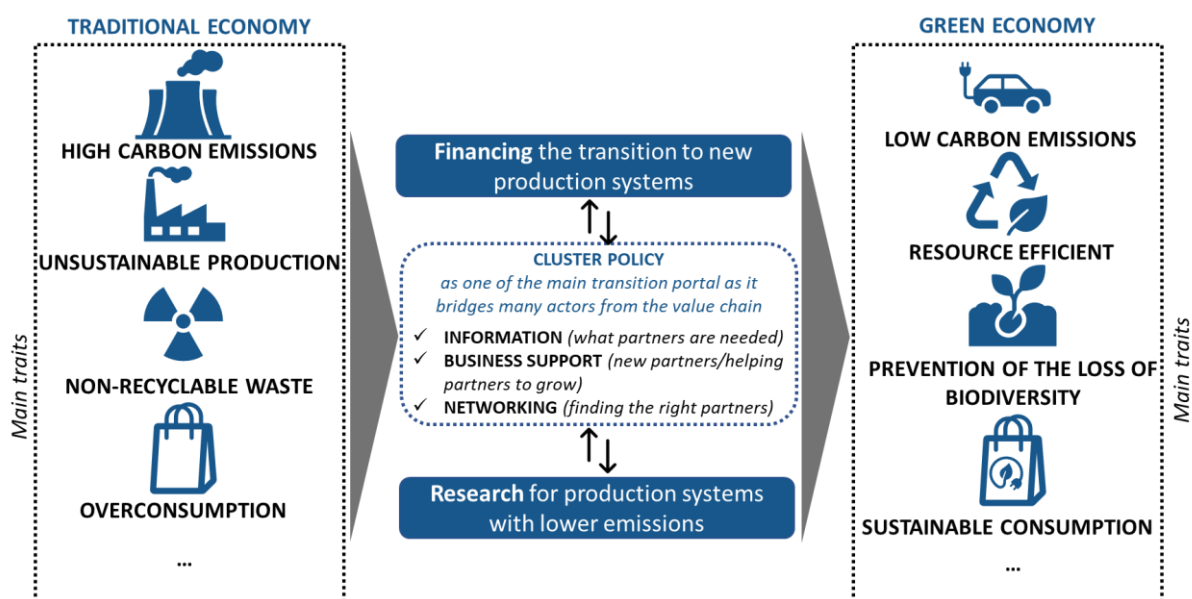 TRADITIONAL ECONOMY
Main traits
HIGH CARBON EMISSIONS
UNSUSTAINABLE PRODUCTION
NON-RECYCLABLE WASTE
OVERCONSUMPTION
...
Financing the transition to new
production systems
CLUSTER POLICY
as one of the main transition portal as it
bridges many actors from the value chain
✓ INFORMATION (what partners are needed)
✓ BUSINESS SUPPORT (new partners/helping
partners to grow)
✓ NETWORKING (finding the right partners)
Research for production systems
with lower emissions
GREEN ECONOMY
LOW CARBON EMISSIONS
RESOURCE EFFICIENT
PREVENTION OF THE LOSS OF
BIODIVERSITY
SUSTAINABLE CONSUMPTION
...
Main traits